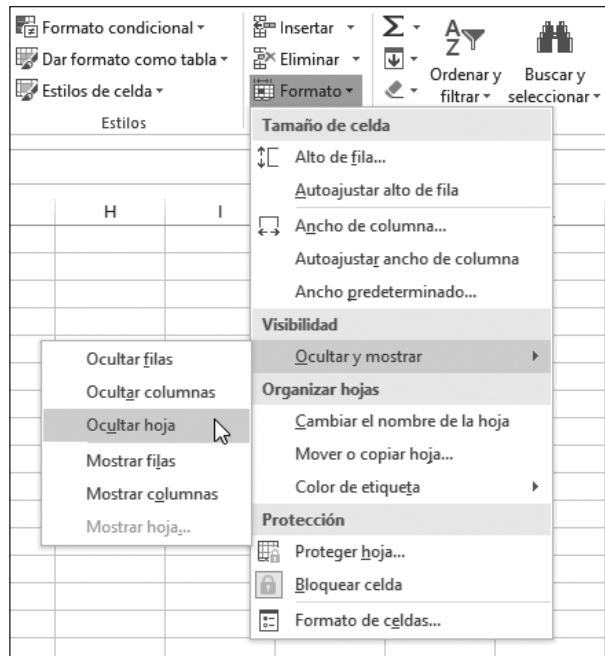 Formato condicional
Dar formato como tabla
Estilos de celda
Estilos
Insertar
Eliminar
Formato
Σ
A
Z
Ordenar y
filtrar
Buscar y
seleccionar
H
I
Tamaño de celda
Alto de fila...
Autoajustar alto de fila
Ancho de columna...
Autoajustar ancho de columna
Ancho predeterminado...
Visibilidad
Ocultar y mostrar
Organizar hojas
Cambiar el nombre de la hoja
Mover o copiar hoja...
Color de etiqueta
Protección
Proteger hoja...
Bloquear celda
Formato de celdas...
Ocultar filas
Ocultar columnas
Ocultar hoja
Mostrar filas
Mostrar columnas
Mostrar hoja...